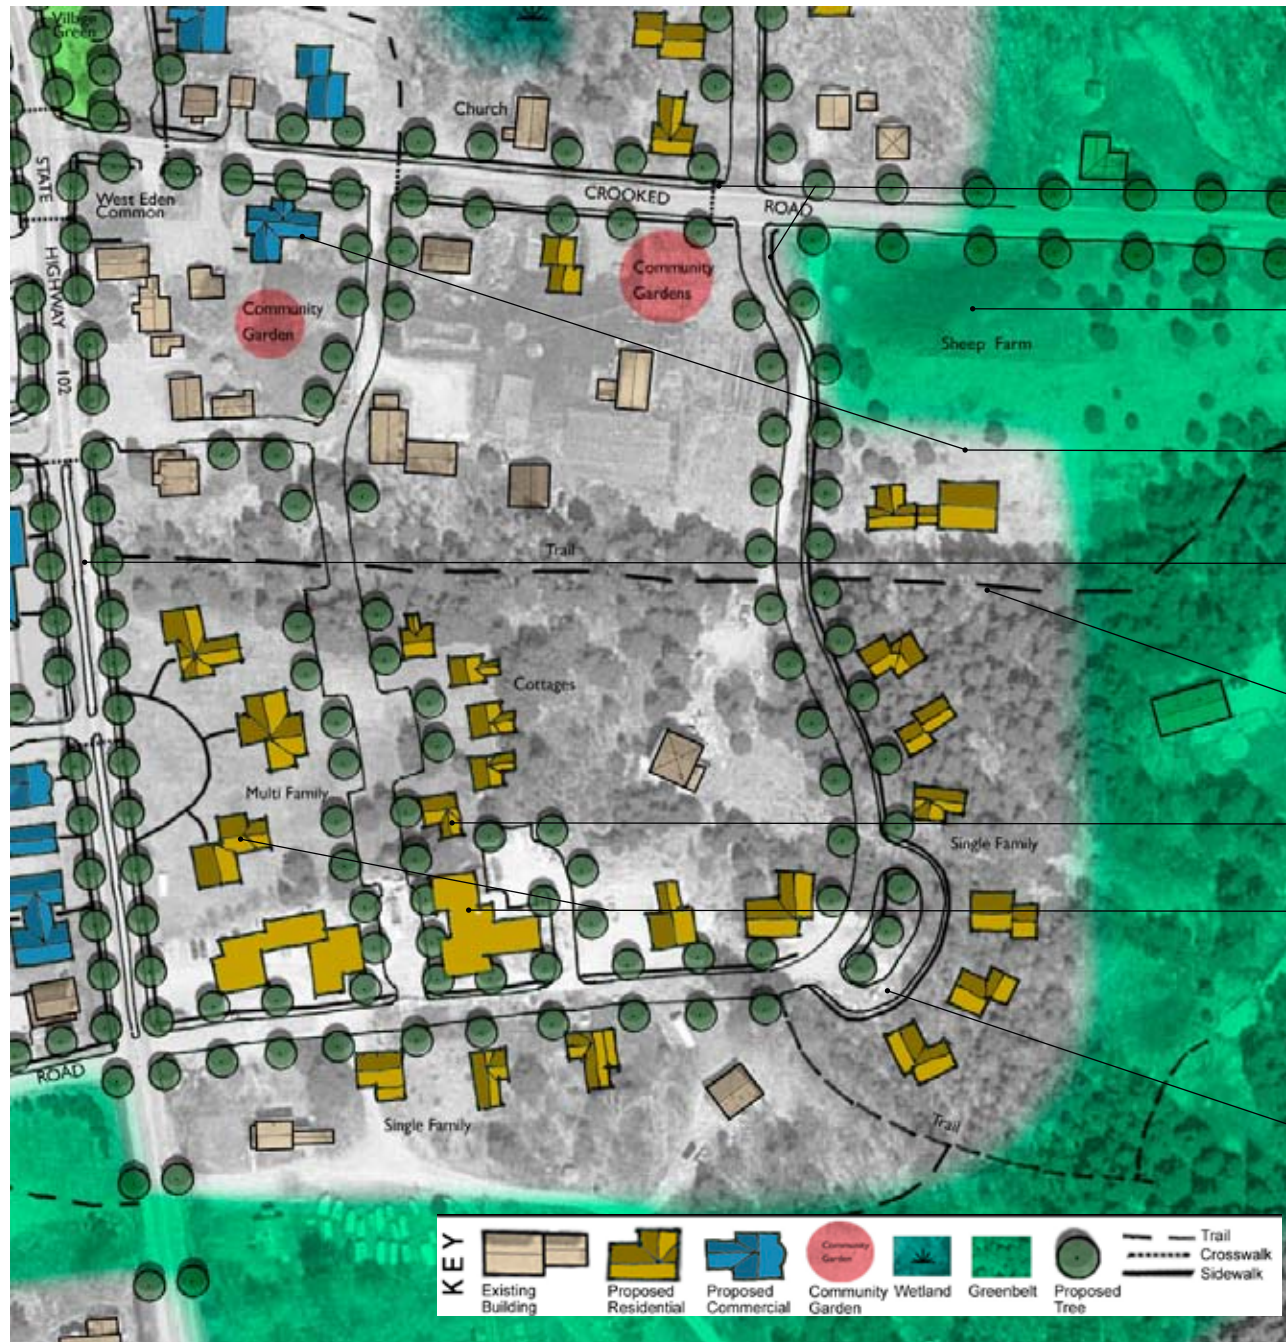 Village
Green
Church
STATE
HIGHWAY 102
West Eden
Common
CROOKED
ROAD
Community
Gardens
Community
Garden
Sheep Farm
Trail
Cottages
Multi Family
Single Family
ROAD
Single Family
Trail
KEY
Existing
Building
Proposed
Residential
Proposed
Commercial
Community
Garden
Community
Garden
Wetland
Greenbelt
Proposed
Tree
Trail
Crosswalk
Sidewalk